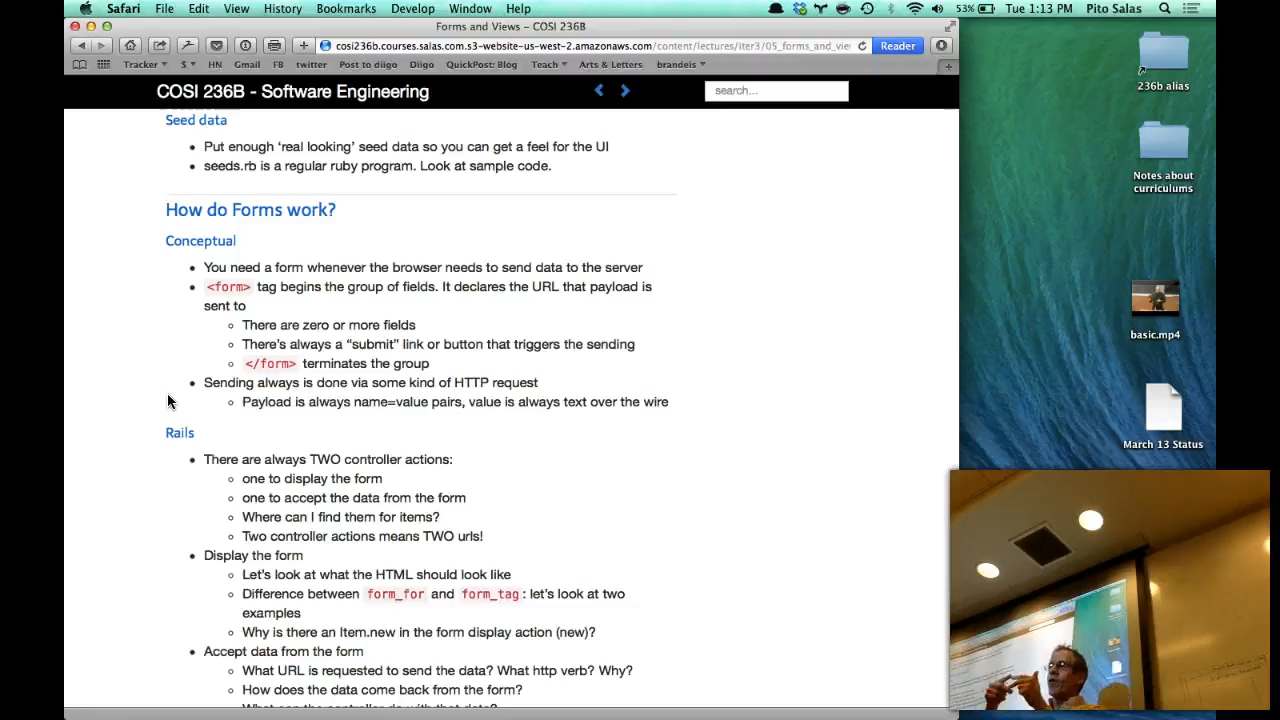 Safari File Edit View History Bookmarks Develop Window Help 53% Tue 1:13 PM Pito Salas
Forms and Views – COSI 236B
cosi236b.courses.salas.com.s3-website-us-west-2.amazonaws.com/content/lectures/iter3/05_forms_and_vie Reader
Tracker $ HN Gmail FB twitter Post to diigo Diigo QuickPost: Blog Teach Arts & Letters brandeis
COSI 236B - Software Engineering search...
Seed data
Put enough ‘real looking’ seed data so you can get a feel for the UI
seeds.rb is a regular ruby program. Look at sample code.
How do Forms work?
Conceptual
You need a form whenever the browser needs to send data to the server
<form> tag begins the group of fields. It declares the URL that payload is
sent to
There are zero or more fields
There’s always a “submit” link or button that triggers the sending
</form> terminates the group
Sending always is done via some kind of HTTP request
Payload is always name=value pairs, value is always text over the wire
Rails
There are always TWO controller actions:
one to display the form
one to accept the data from the form
Where can I find them for items?
Two controller actions means TWO urls!
Display the form
Let’s look at what the HTML should look like
Difference between form_for and form_tag: let’s look at two
examples
Why is there an Item.new in the form display action (new)?
Accept data from the form
What URL is requested to send the data? What http verb? Why?
How does the data come back from the form?
What can the controller do with that data?
236b alias
Notes about
curriculums
basic.mp4
March 13 Status